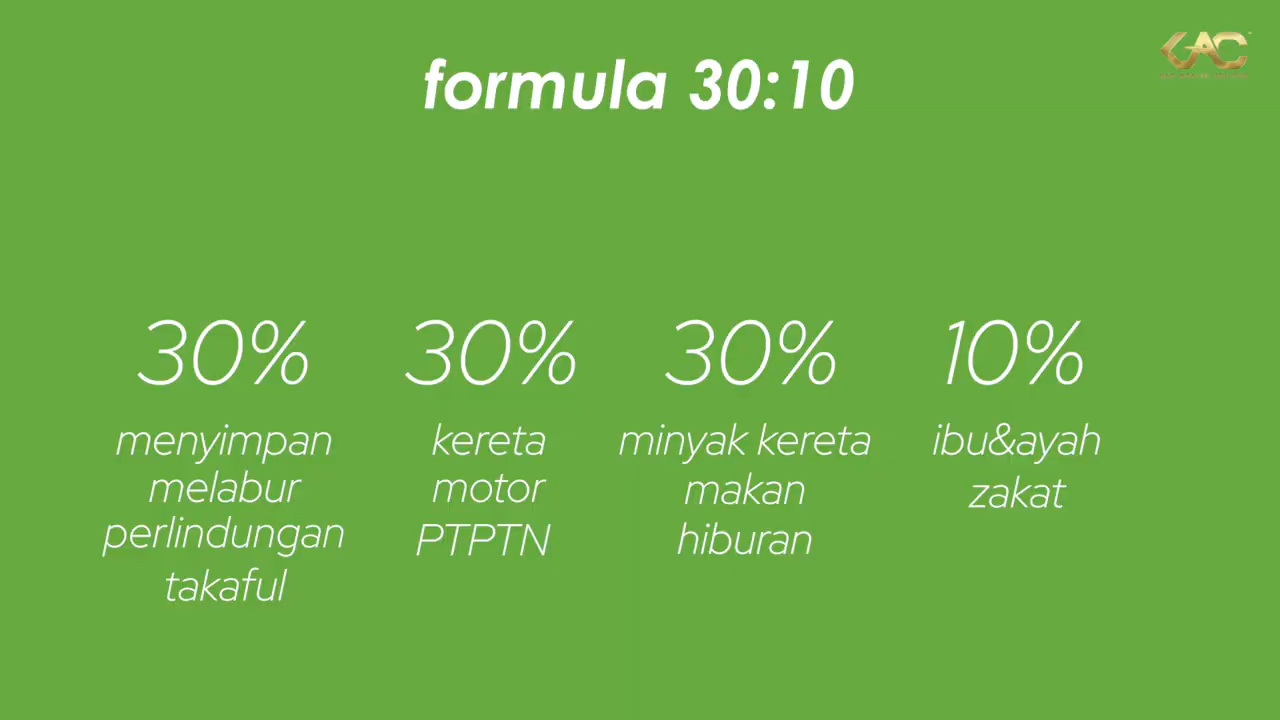 GAC
formula 30:10
30%
menyimpan
melabur
perlindungan
takaful
30%
kereta
motor
PTPTN
30%
minyak kereta
makan
hiburan
10%
ibu&ayah
zakat